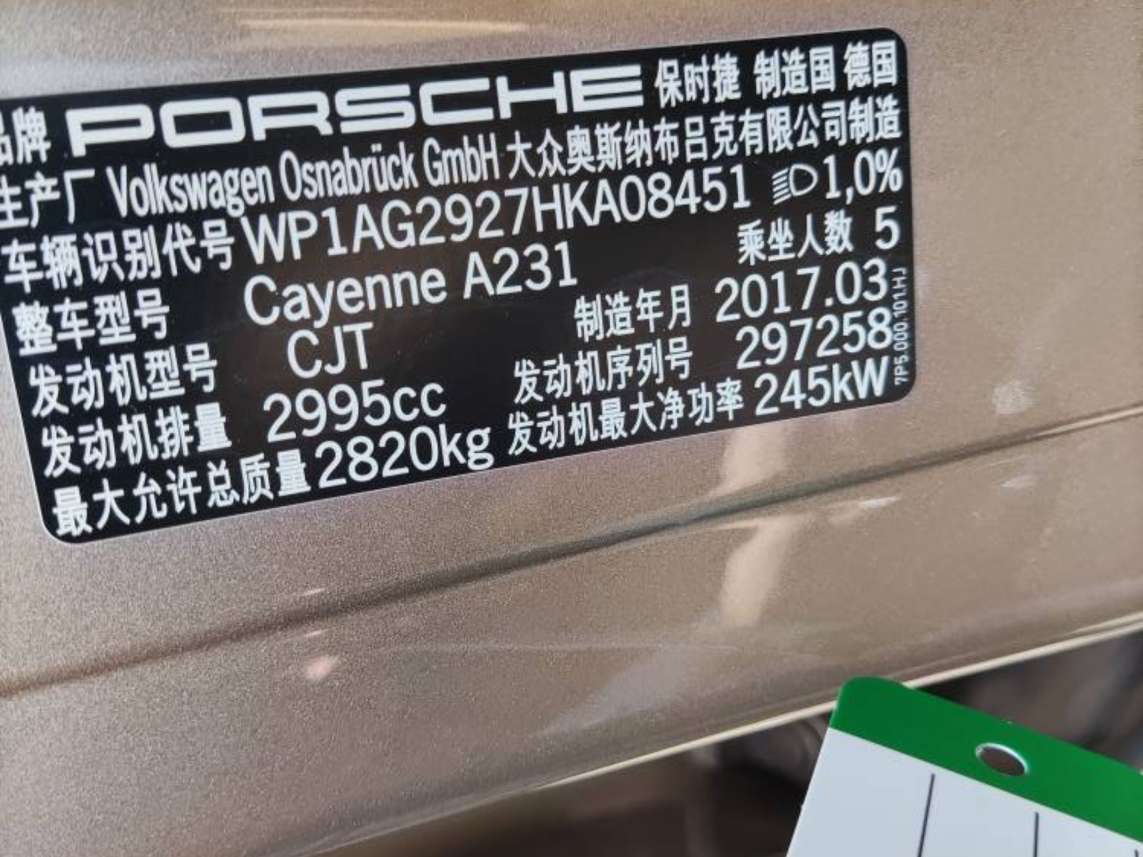 品牌 PORSCHE 保时捷 制造国 德国
生产厂 Volkswagen Osnabrück GmbH 大众奥斯纳布吕克有限公司制造
车辆识别代号 WP1AG2927HKA08451 1,0%
整车型号 Cayenne A231 乘坐人数 5
发动机型号 CJT 制造年月 2017.03
发动机排量 2995cc 发动机序列号 297258
最大允许总质量 2820kg 发动机最大净功率 245kW
7P5.000.101.HJ